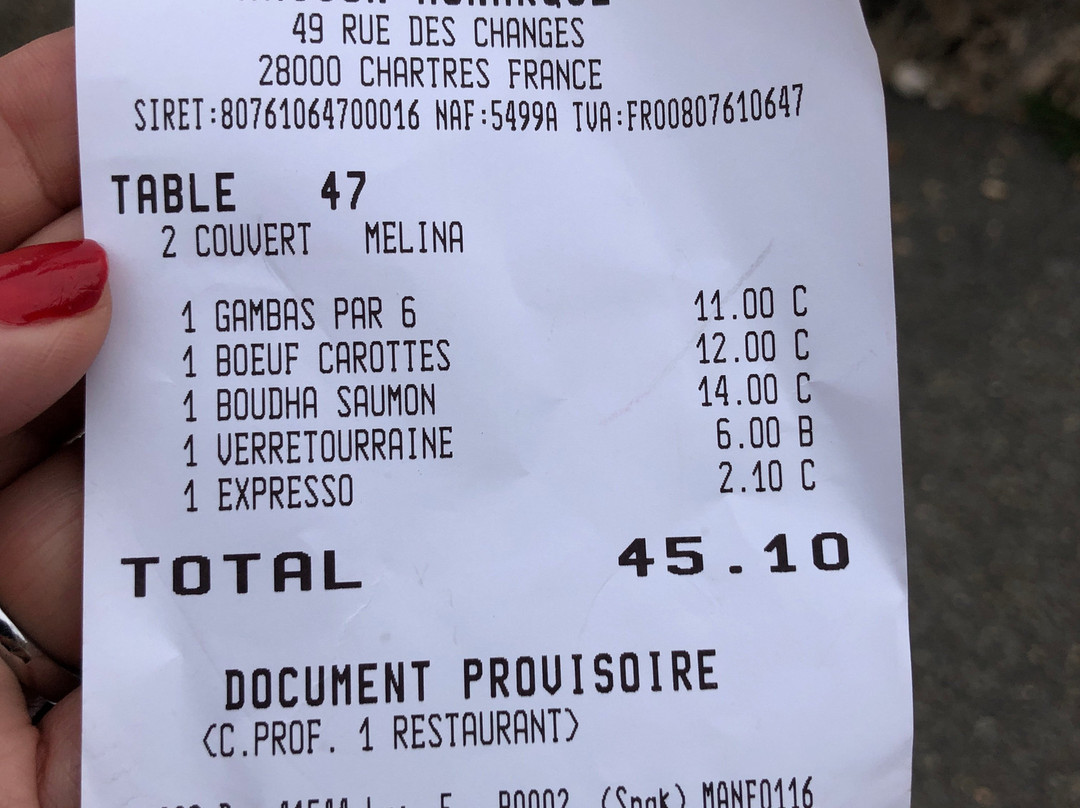 49 RUE DES CHANGES
28000 CHARTRES FRANCE
SIRET:80761064700016 NAF:5499A TVA:FR00807610647
TABLE 47
2 COUVERT MELINA
1 GAMBAS PAR 6 11.00 C
1 BOEUF CAROTTES 12.00 C
1 BOUDHA SAUMON 14.00 C
1 VERRETOURRAINE 6.00 B
1 EXPRESSO 2.10 C
TOTAL 45.10
DOCUMENT PROVISOIRE
<C.PROF. 1 RESTAURANT>